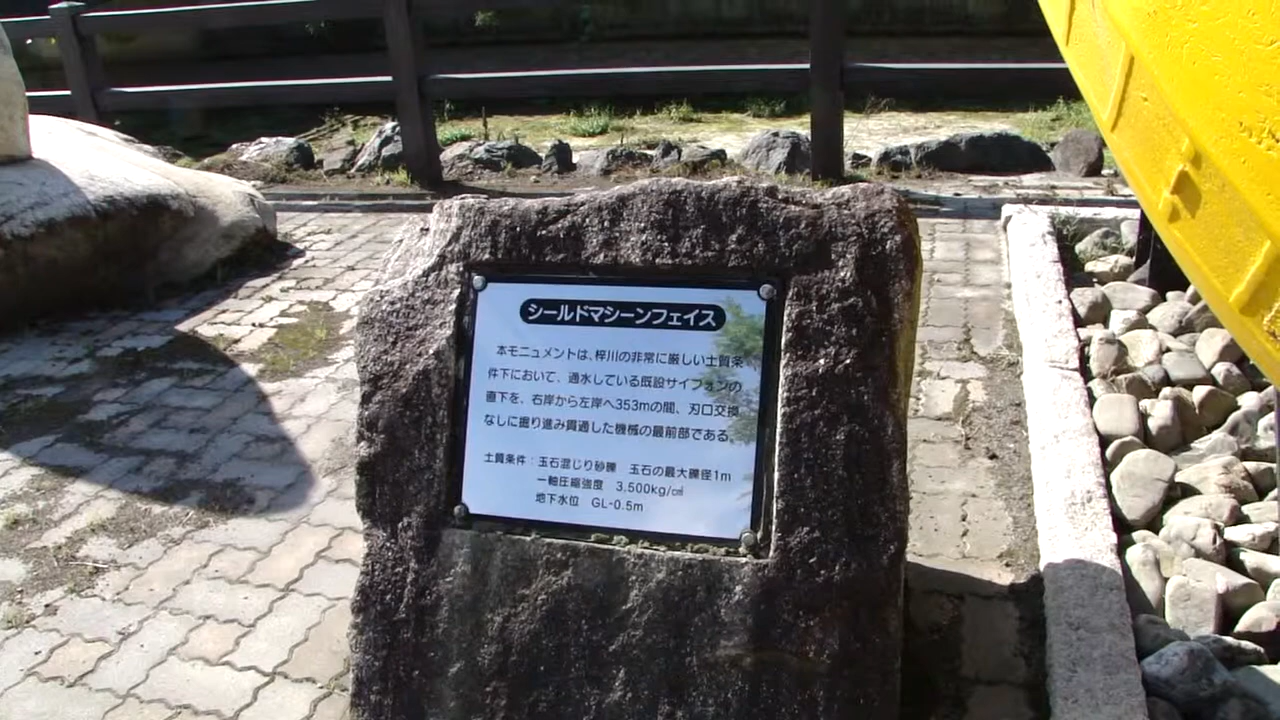 シールドマシーンフェイス
本モニュメントは、梓川の非常に厳しい土質条
件下において、通水している既設サイフォンの
直下を、右岸から左岸へ353mの間、刃口交換
なしに掘り進み貫通した機械の最前部である。
土質条件：玉石混じり砂礫　玉石の最大礫径1m
一軸圧縮強度　3,500kg/㎠
地下水位　GL-0.5m